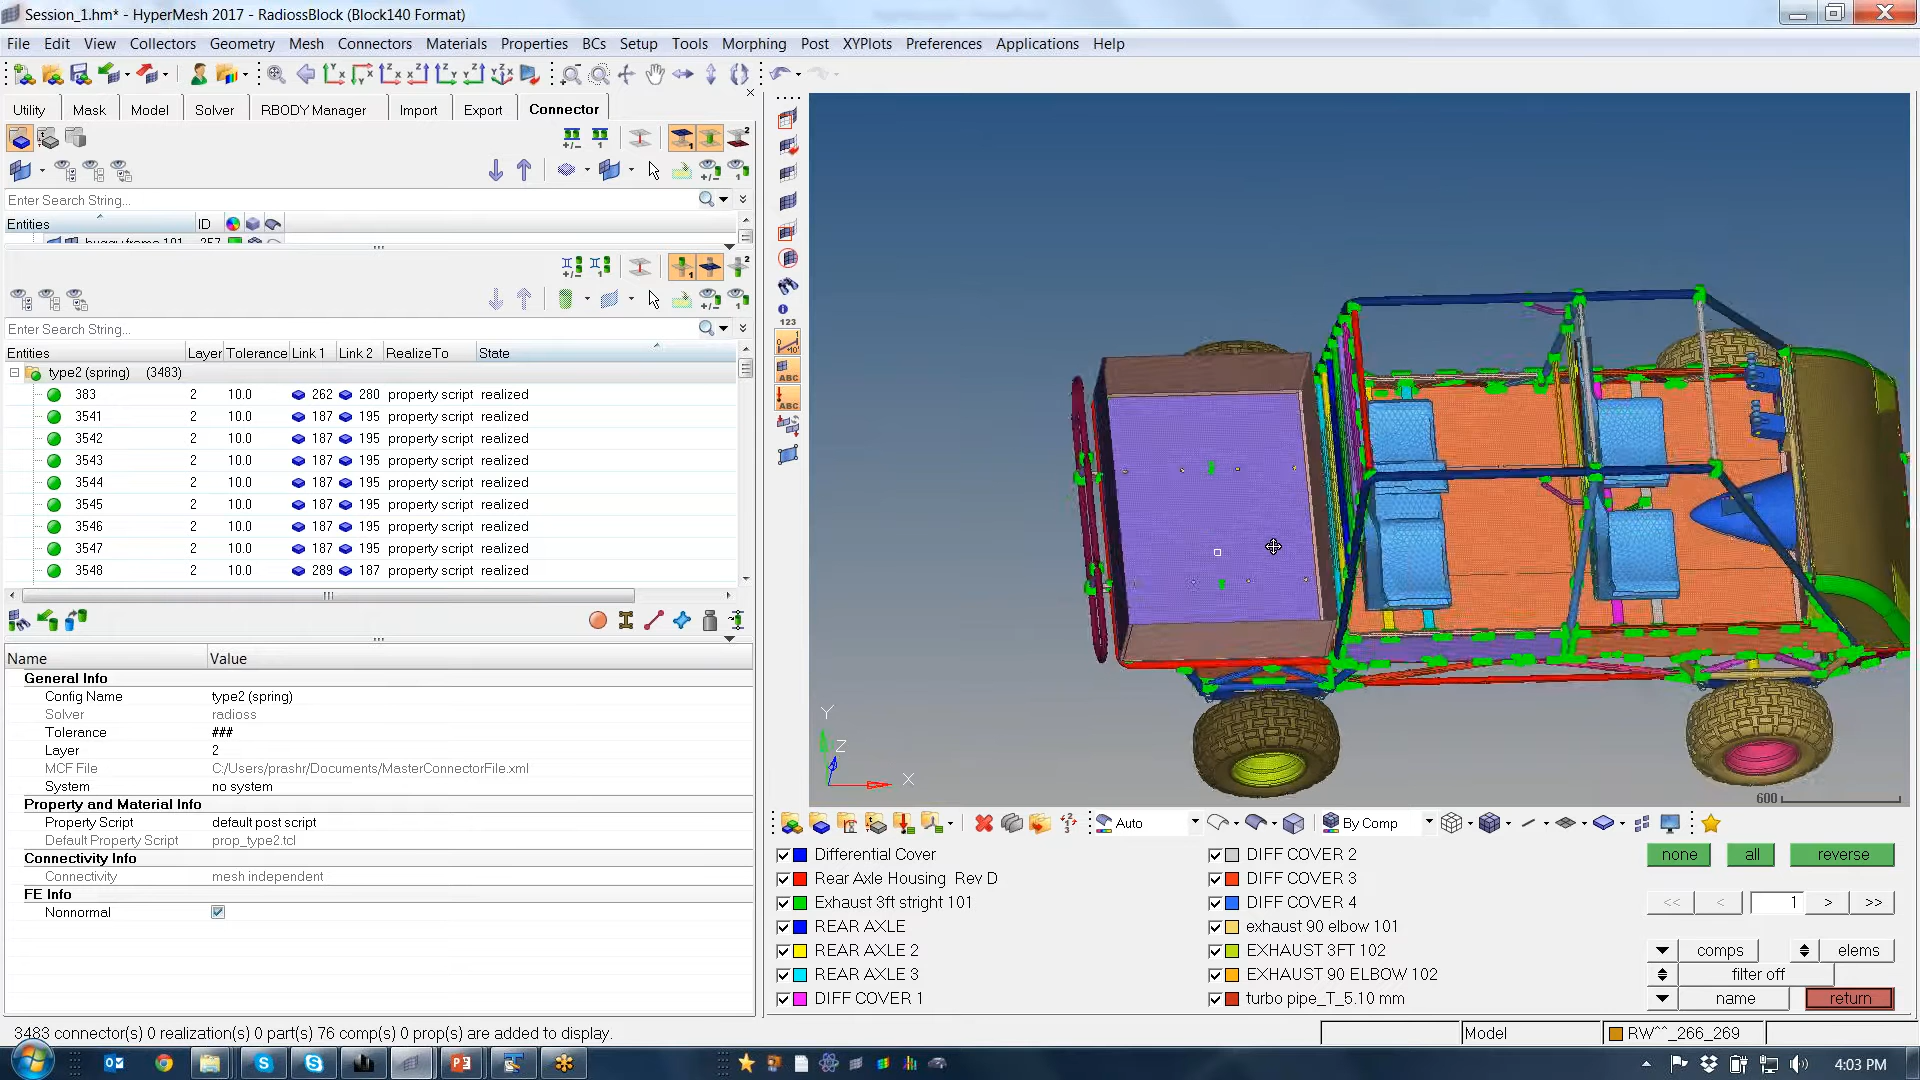 Session_1.hm* - HyperMesh 2017 - RadiossBlock (Block140 Format)
File Edit View Collectors Geometry Mesh Connectors Materials Properties BCs Setup Tools Morphing Post XYPlots Preferences Applications Help
Utility Mask Model Solver RBODY Manager Import Export Connector
Enter Search String...
Entities ID
buggy frame 101 257
Enter Search String...
Entities Layer Tolerance Link 1 Link 2 RealizeTo State
type2 (spring) (3483)
383 2 10.0 262 280 property script realized
3541 2 10.0 187 195 property script realized
3542 2 10.0 187 195 property script realized
3543 2 10.0 187 195 property script realized
3544 2 10.0 187 195 property script realized
3545 2 10.0 187 195 property script realized
3546 2 10.0 187 195 property script realized
3547 2 10.0 187 195 property script realized
3548 2 10.0 289 187 property script realized
Name Value
General Info
Config Name type2 (spring)
Solver radioss
Tolerance ###
Layer 2
MCF File C:/Users/prashr/Documents/MasterConnectorFile.xml
System no system
Property and Material Info
Property Script default post script
Default Property Script prop_type2.tcl
Connectivity Info
Connectivity mesh independent
FE Info
Nonnormal
123
ABC
ABC
Y
Z
X
600
Auto By Comp
Differential Cover DIFF COVER 2 none all reverse
Rear Axle Housing Rev D DIFF COVER 3
Exhaust 3ft stright 101 DIFF COVER 4 << < 1 > >>
REAR AXLE exhaust 90 elbow 101
REAR AXLE 2 EXHAUST 3FT 102 comps elems
REAR AXLE 3 EXHAUST 90 ELBOW 102 filter off
DIFF COVER 1 turbo pipe_T_5.10 mm name return
3483 connector(s) 0 realization(s) 0 part(s) 76 comp(s) 0 prop(s) are added to display.
Model RW^^_266_269
4:03 PM